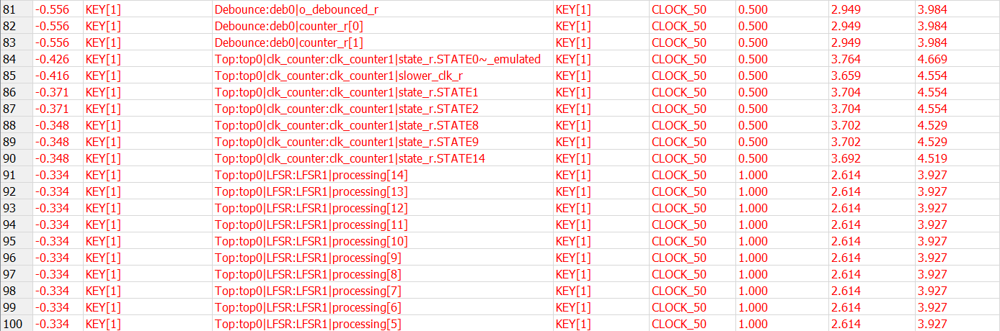 81 -0.556 KEY[1] Debounce:deb0|o_debounced_r KEY[1] CLOCK_50 0.500 2.949 3.984
82 -0.556 KEY[1] Debounce:deb0|counter_r[0] KEY[1] CLOCK_50 0.500 2.949 3.984
83 -0.556 KEY[1] Debounce:deb0|counter_r[1] KEY[1] CLOCK_50 0.500 2.949 3.984
84 -0.426 KEY[1] Top:top0|clk_counter:clk_counter1|state_r.STATE0~_emulated KEY[1] CLOCK_50 0.500 3.764 4.669
85 -0.416 KEY[1] Top:top0|clk_counter:clk_counter1|slower_clk_r KEY[1] CLOCK_50 0.500 3.659 4.554
86 -0.371 KEY[1] Top:top0|clk_counter:clk_counter1|state_r.STATE1 KEY[1] CLOCK_50 0.500 3.704 4.554
87 -0.371 KEY[1] Top:top0|clk_counter:clk_counter1|state_r.STATE2 KEY[1] CLOCK_50 0.500 3.704 4.554
88 -0.348 KEY[1] Top:top0|clk_counter:clk_counter1|state_r.STATE8 KEY[1] CLOCK_50 0.500 3.702 4.529
89 -0.348 KEY[1] Top:top0|clk_counter:clk_counter1|state_r.STATE9 KEY[1] CLOCK_50 0.500 3.702 4.529
90 -0.348 KEY[1] Top:top0|clk_counter:clk_counter1|state_r.STATE14 KEY[1] CLOCK_50 0.500 3.692 4.519
91 -0.334 KEY[1] Top:top0|LFSR:LFSR1|processing[14] KEY[1] CLOCK_50 1.000 2.614 3.927
92 -0.334 KEY[1] Top:top0|LFSR:LFSR1|processing[13] KEY[1] CLOCK_50 1.000 2.614 3.927
93 -0.334 KEY[1] Top:top0|LFSR:LFSR1|processing[12] KEY[1] CLOCK_50 1.000 2.614 3.927
94 -0.334 KEY[1] Top:top0|LFSR:LFSR1|processing[11] KEY[1] CLOCK_50 1.000 2.614 3.927
95 -0.334 KEY[1] Top:top0|LFSR:LFSR1|processing[10] KEY[1] CLOCK_50 1.000 2.614 3.927
96 -0.334 KEY[1] Top:top0|LFSR:LFSR1|processing[9] KEY[1] CLOCK_50 1.000 2.614 3.927
97 -0.334 KEY[1] Top:top0|LFSR:LFSR1|processing[8] KEY[1] CLOCK_50 1.000 2.614 3.927
98 -0.334 KEY[1] Top:top0|LFSR:LFSR1|processing[7] KEY[1] CLOCK_50 1.000 2.614 3.927
99 -0.334 KEY[1] Top:top0|LFSR:LFSR1|processing[6] KEY[1] CLOCK_50 1.000 2.614 3.927
100 -0.334 KEY[1] Top:top0|LFSR:LFSR1|processing[5] KEY[1] CLOCK_50 1.000 2.614 3.927